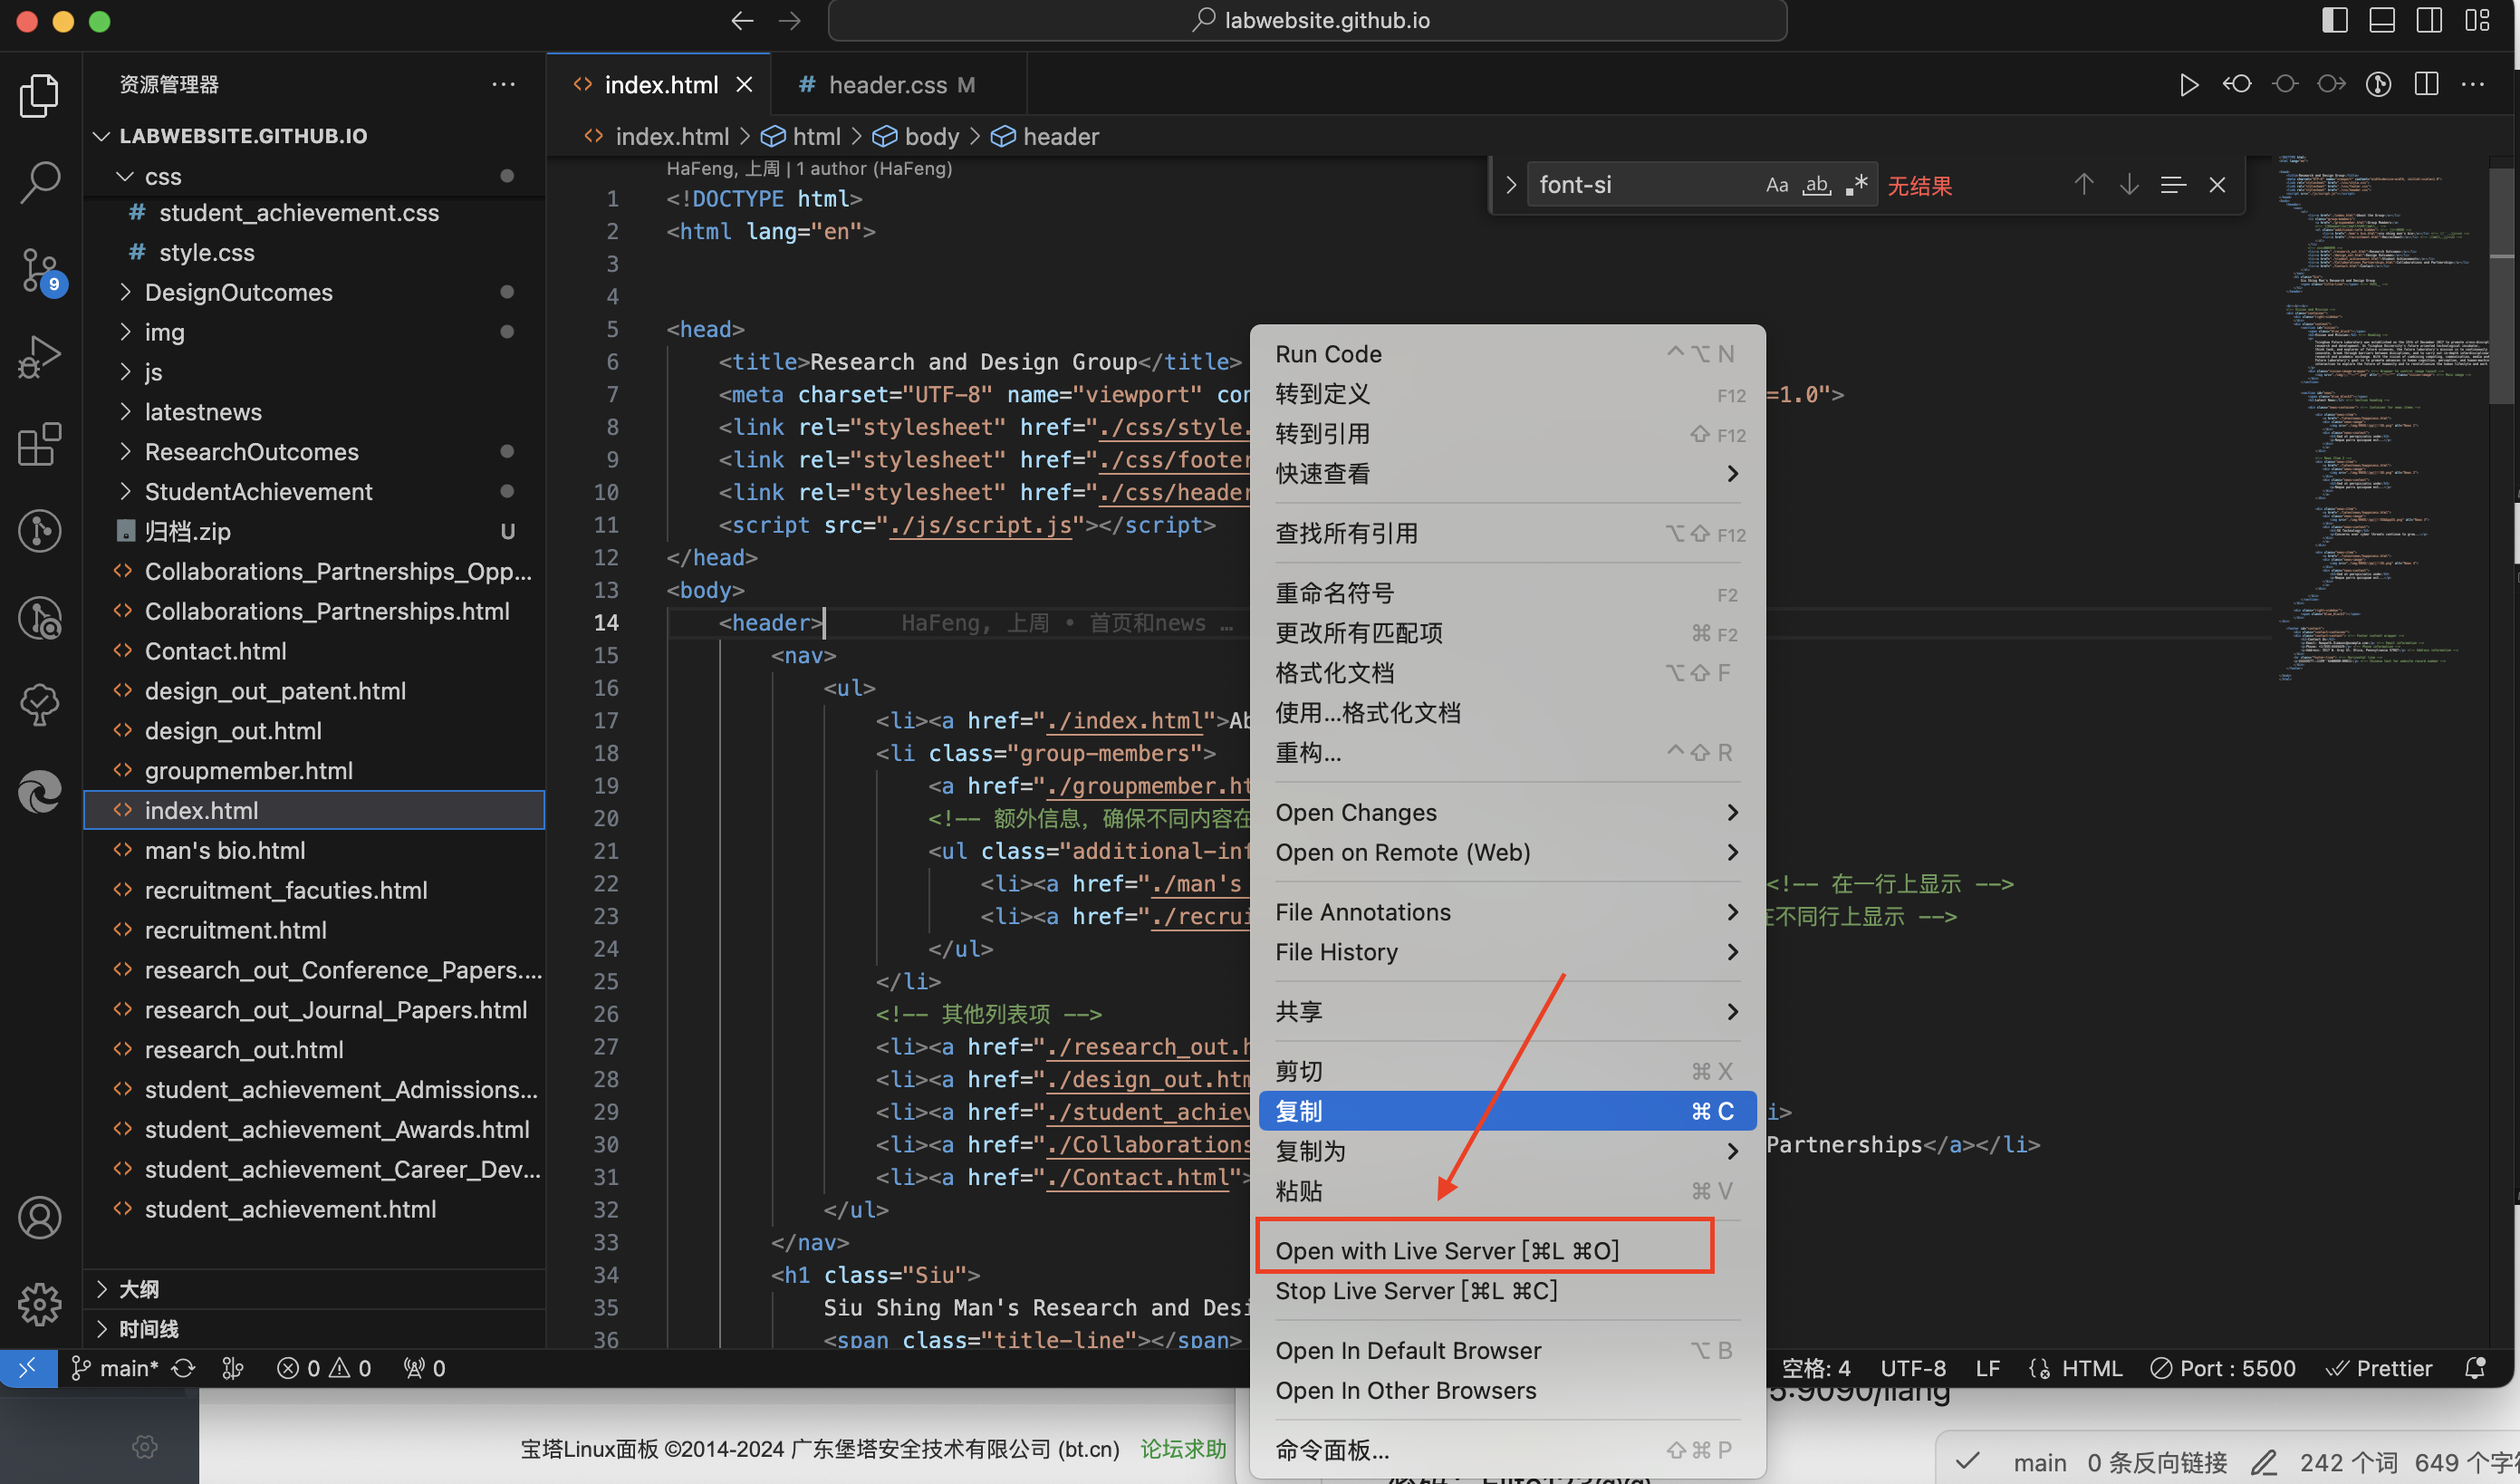 labwebsite.github.io
资源管理器
LABWEBSITE.GITHUB.IO
css
student_achievement.css
style.css
DesignOutcomes
img
js
latestnews
ResearchOutcomes
StudentAchievement
归档.zip U
Collaborations_Partnerships_Opp...
Collaborations_Partnerships.html
Contact.html
design_out_patent.html
design_out.html
groupmember.html
index.html
man's bio.html
recruitment_facuties.html
recruitment.html
research_out_Conference_Papers....
research_out_Journal_Papers.html
research_out.html
student_achievement_Admissions...
student_achievement_Awards.html
student_achievement_Career_Dev...
student_achievement.html
大纲
时间线
9
index.html
# header.css M
index.html > html > body > header
HaFeng, 上周 | 1 author (HaFeng)
font-si Aa ab .* 无结果
1 <!DOCTYPE html>
2 <html lang="en">
3
4
5 <head>
6 <title>Research and Design Group</title>
7 <meta charset="UTF-8" name="viewport" con =1.0">
8 <link rel="stylesheet" href="./css/style.
9 <link rel="stylesheet" href="./css/footer
10 <link rel="stylesheet" href="./css/header
11 <script src="./js/script.js"></script>
12 </head>
13 <body>
14 <header> HaFeng, 上周 • 首页和news …
15 <nav>
16 <ul>
17 <li><a href="./index.html">Ab
18 <li class="group-members">
19 <a href="./groupmember.ht
20 <!-- 额外信息，确保不同内容在
21 <ul class="additional-inf
22 <li><a href="./man's <!-- 在一行上显示 -->
23 <li><a href="./recrui 在不同行上显示 -->
24 </ul>
25 </li>
26 <!-- 其他列表项 -->
27 <li><a href="./research_out.h
28 <li><a href="./design_out.htm
29 <li><a href="./student_achiev i>
30 <li><a href="./Collaborations Partnerships</a></li>
31 <li><a href="./Contact.html">
32 </ul>
33 </nav>
34 <h1 class="Siu">
35 Siu Shing Man's Research and Desi
36 <span class="title-line"></span>
Run Code ^⌥N
转到定义 F12
转到引用 ⇧F12
快速查看
查找所有引用 ⌥⇧F12
重命名符号 F2
更改所有匹配项 ⌘F2
格式化文档 ⌥⇧F
使用...格式化文档
重构... ^⇧R
Open Changes
Open on Remote (Web)
File Annotations
File History
共享
剪切 ⌘X
复制 ⌘C
复制为
粘贴 ⌘V
Open with Live Server [⌘L ⌘O]
Stop Live Server [⌘L ⌘C]
Open In Default Browser ⌥B
Open In Other Browsers
命令面板... ⇧⌘P
main* 0 0 0
空格: 4 UTF-8 LF HTML Port : 5500 Prettier
5:9090/liang
宝塔Linux面板 ©2014-2024 广东堡塔安全技术有限公司 (bt.cn) 论坛求助
main 0 条反向链接 242 个词 649 个字